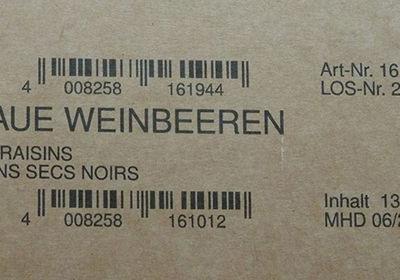 4 008258 161944
Art-Nr. 16
LOS-Nr. 2
AUE WEINBEEREN
RAISINS
NS SECS NOIRS
4 008258 161012
Inhalt 13
MHD 06/2